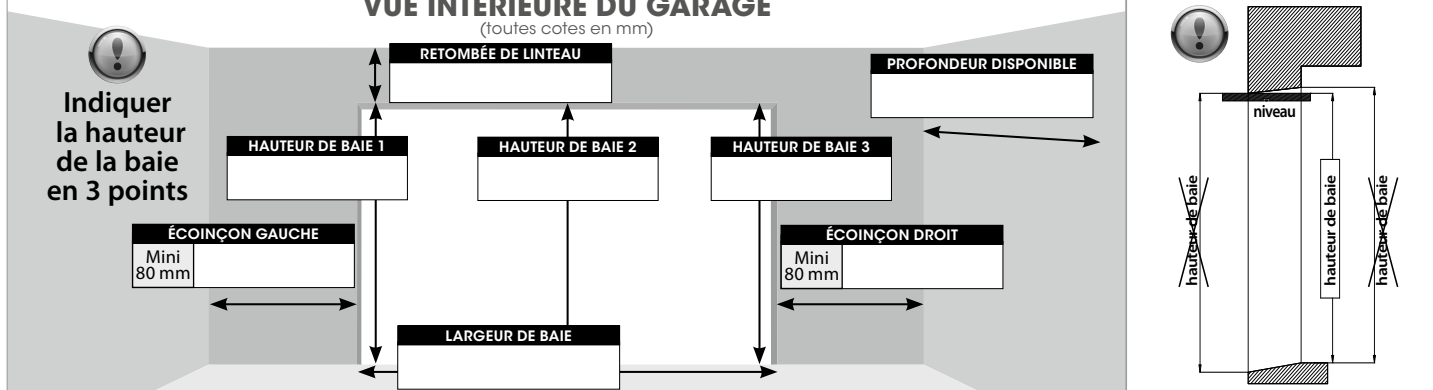 VUE INTÉRIEURE DU GARAGE
(toutes cotes en mm)
RETOMBÉE DE LINTEAU
PROFONDEUR DISPONIBLE
Indiquer
la hauteur
de la baie
en 3 points
HAUTEUR DE BAIE 1
HAUTEUR DE BAIE 2
HAUTEUR DE BAIE 3
ÉCOINÇON GAUCHE
Mini
80 mm
ÉCOINÇON DROIT
Mini
80 mm
LARGEUR DE BAIE
niveau
hauteur de baie
hauteur de baie
hauteur de baie